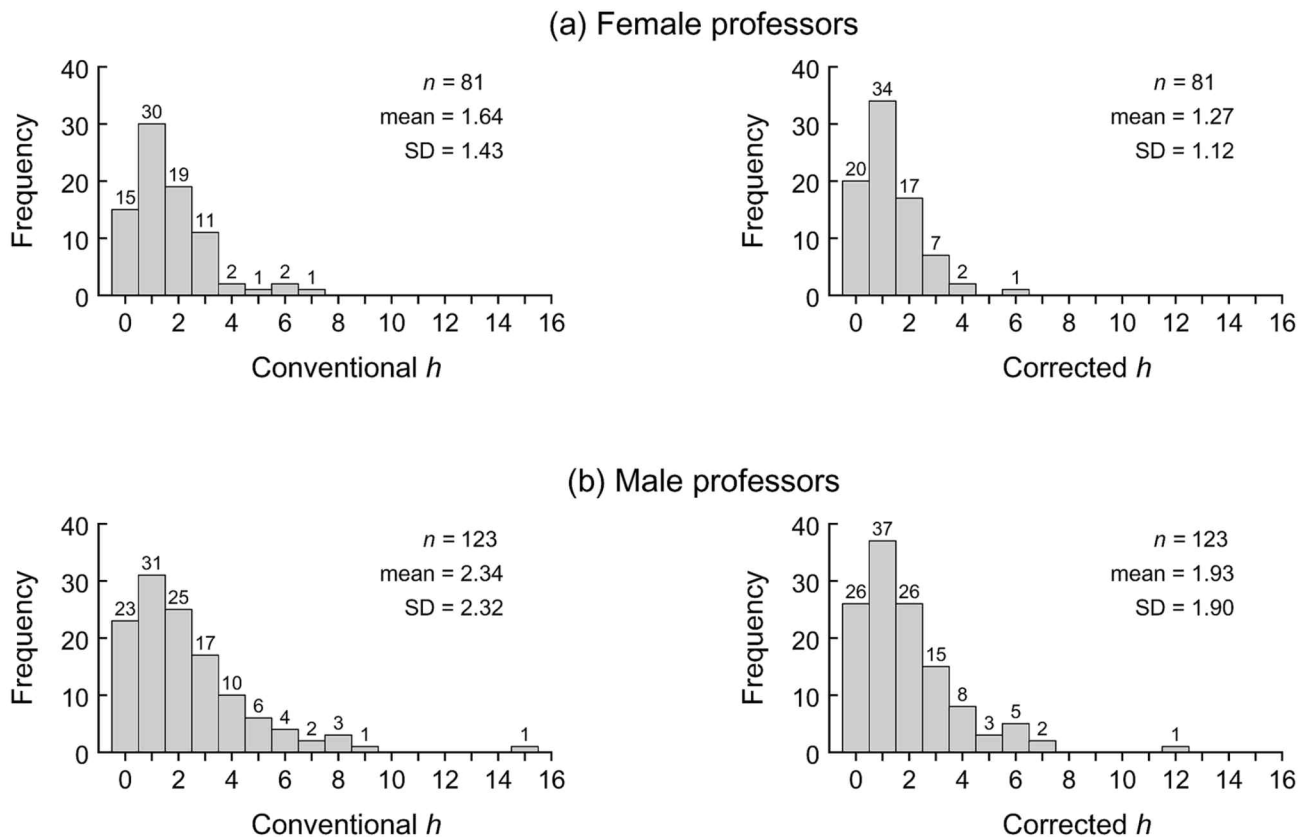 (a) Female professors
40
30
20
10
0
Frequency
15
30
19
11
2
1
2
1
n = 81
mean = 1.64
SD = 1.43
0 2 4 6 8 10 12 14 16
Conventional h
40
30
20
10
0
Frequency
20
34
17
7
2
1
n = 81
mean = 1.27
SD = 1.12
0 2 4 6 8 10 12 14 16
Corrected h
(b) Male professors
40
30
20
10
0
Frequency
23
31
25
17
10
6
4
2
3
1
1
n = 123
mean = 2.34
SD = 2.32
0 2 4 6 8 10 12 14 16
Conventional h
40
30
20
10
0
Frequency
26
37
26
15
8
3
5
2
1
n = 123
mean = 1.93
SD = 1.90
0 2 4 6 8 10 12 14 16
Corrected h